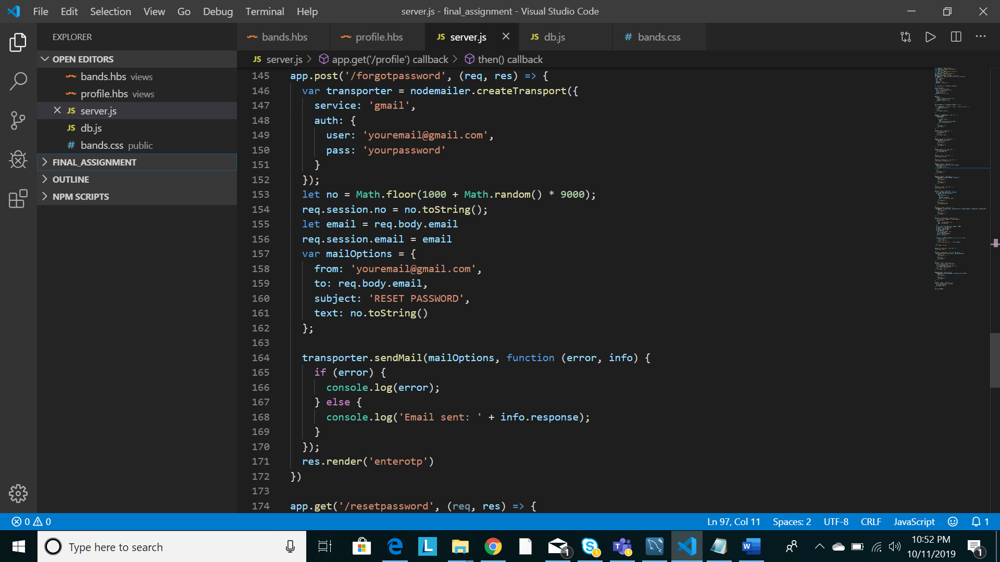 File Edit Selection View Go Debug Terminal Help
server.js - final_assignment - Visual Studio Code
EXPLORER
OPEN EDITORS
bands.hbs views
profile.hbs views
JS server.js
JS db.js
# bands.css public
FINAL_ASSIGNMENT
OUTLINE
NPM SCRIPTS
bands.hbs
profile.hbs
JS server.js
JS db.js
# bands.css
JS server.js > app.get('/profile') callback > then() callback
145 app.post('/forgotpassword', (req, res) => {
146 var transporter = nodemailer.createTransport({
147 service: 'gmail',
148 auth: {
149 user: 'youremail@gmail.com',
150 pass: 'yourpassword'
151 }
152 });
153 let no = Math.floor(1000 + Math.random() * 9000);
154 req.session.no = no.toString();
155 let email = req.body.email
156 req.session.email = email
157 var mailOptions = {
158 from: 'youremail@gmail.com',
159 to: req.body.email,
160 subject: 'RESET PASSWORD',
161 text: no.toString()
162 };
163
164 transporter.sendMail(mailOptions, function (error, info) {
165 if (error) {
166 console.log(error);
167 } else {
168 console.log('Email sent: ' + info.response);
169 }
170 });
171 res.render('enterotp')
172 })
173
174 app.get('/resetpassword', (req, res) => {
0 0
Ln 97, Col 11 Spaces: 2 UTF-8 CRLF JavaScript 1
Type here to search
10:52 PM
10/11/2019